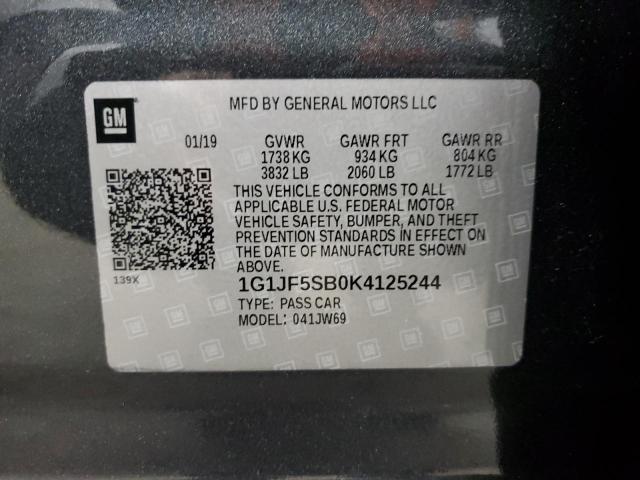 GM
MFD BY GENERAL MOTORS LLC
01/19 GVWR GAWR FRT GAWR RR
1738 KG 934 KG 804 KG
3832 LB 2060 LB 1772 LB
THIS VEHICLE CONFORMS TO ALL
APPLICABLE U.S. FEDERAL MOTOR
VEHICLE SAFETY, BUMPER, AND THEFT
PREVENTION STANDARDS IN EFFECT ON
THE DATE OF MANUFACTURE SHOWN
ABOVE.
139X
1G1JF5SB0K4125244
TYPE: PASS CAR
MODEL: 041JW69